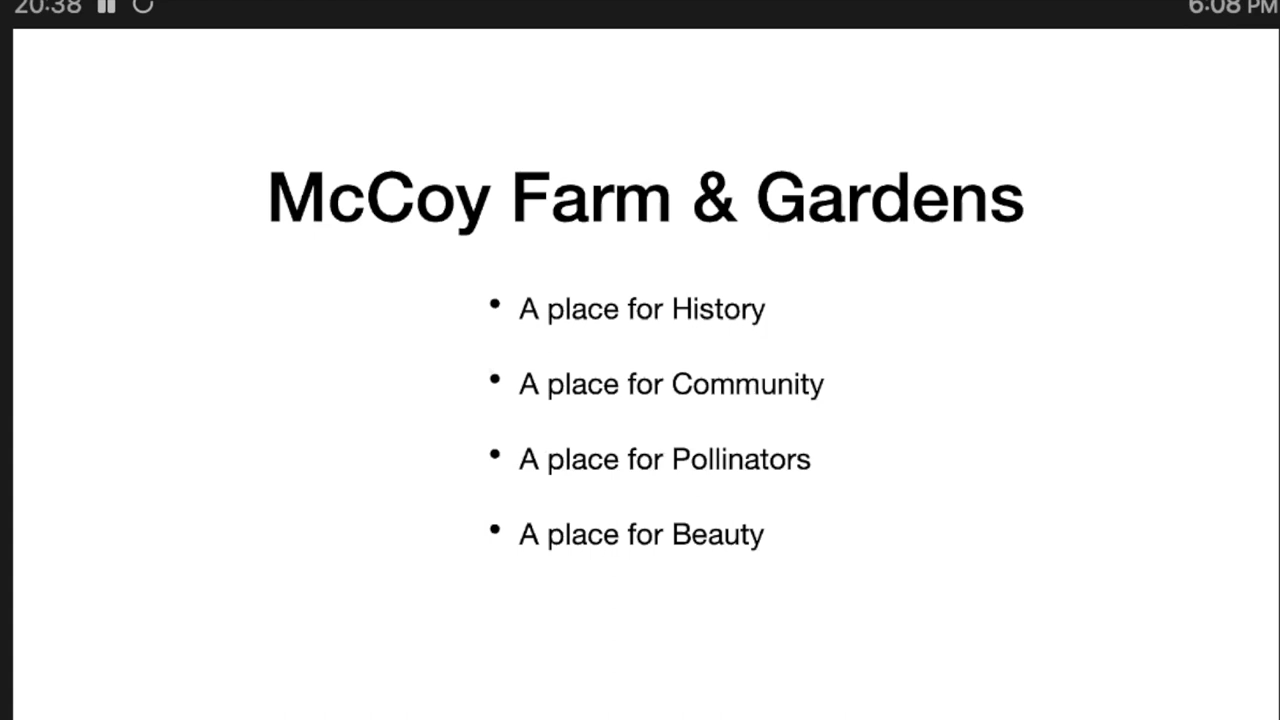 20:38
6:08 PM
McCoy Farm & Gardens
• A place for History
• A place for Community
• A place for Pollinators
• A place for Beauty